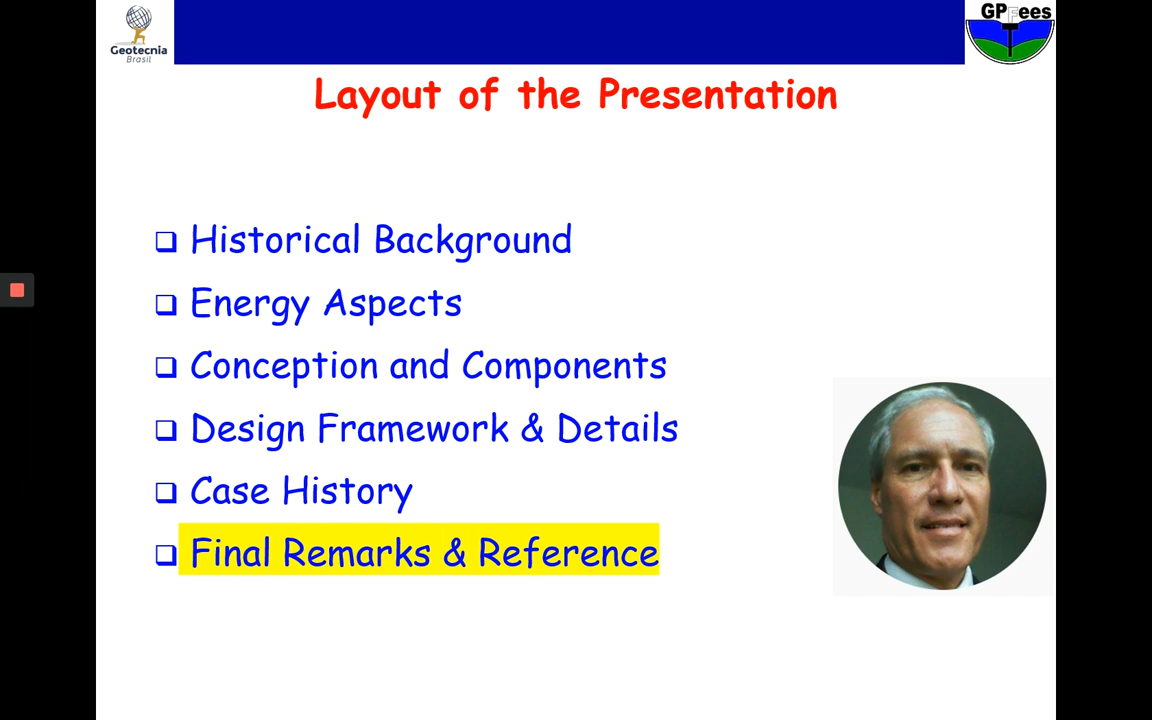 Geotecnia
Brasil
GPFees
Layout of the Presentation
Historical Background
Energy Aspects
Conception and Components
Design Framework & Details
Case History
Final Remarks & Reference